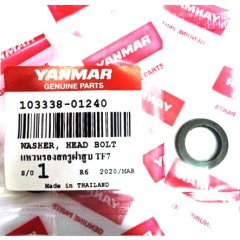 YANMAR
GENUINE PARTS
103338-01240
WASHER, HEAD BOLT
แหวนรองสกรูฝาสูบ TF7
S/U 1 R6 2020/MAR
Made in THAILAND